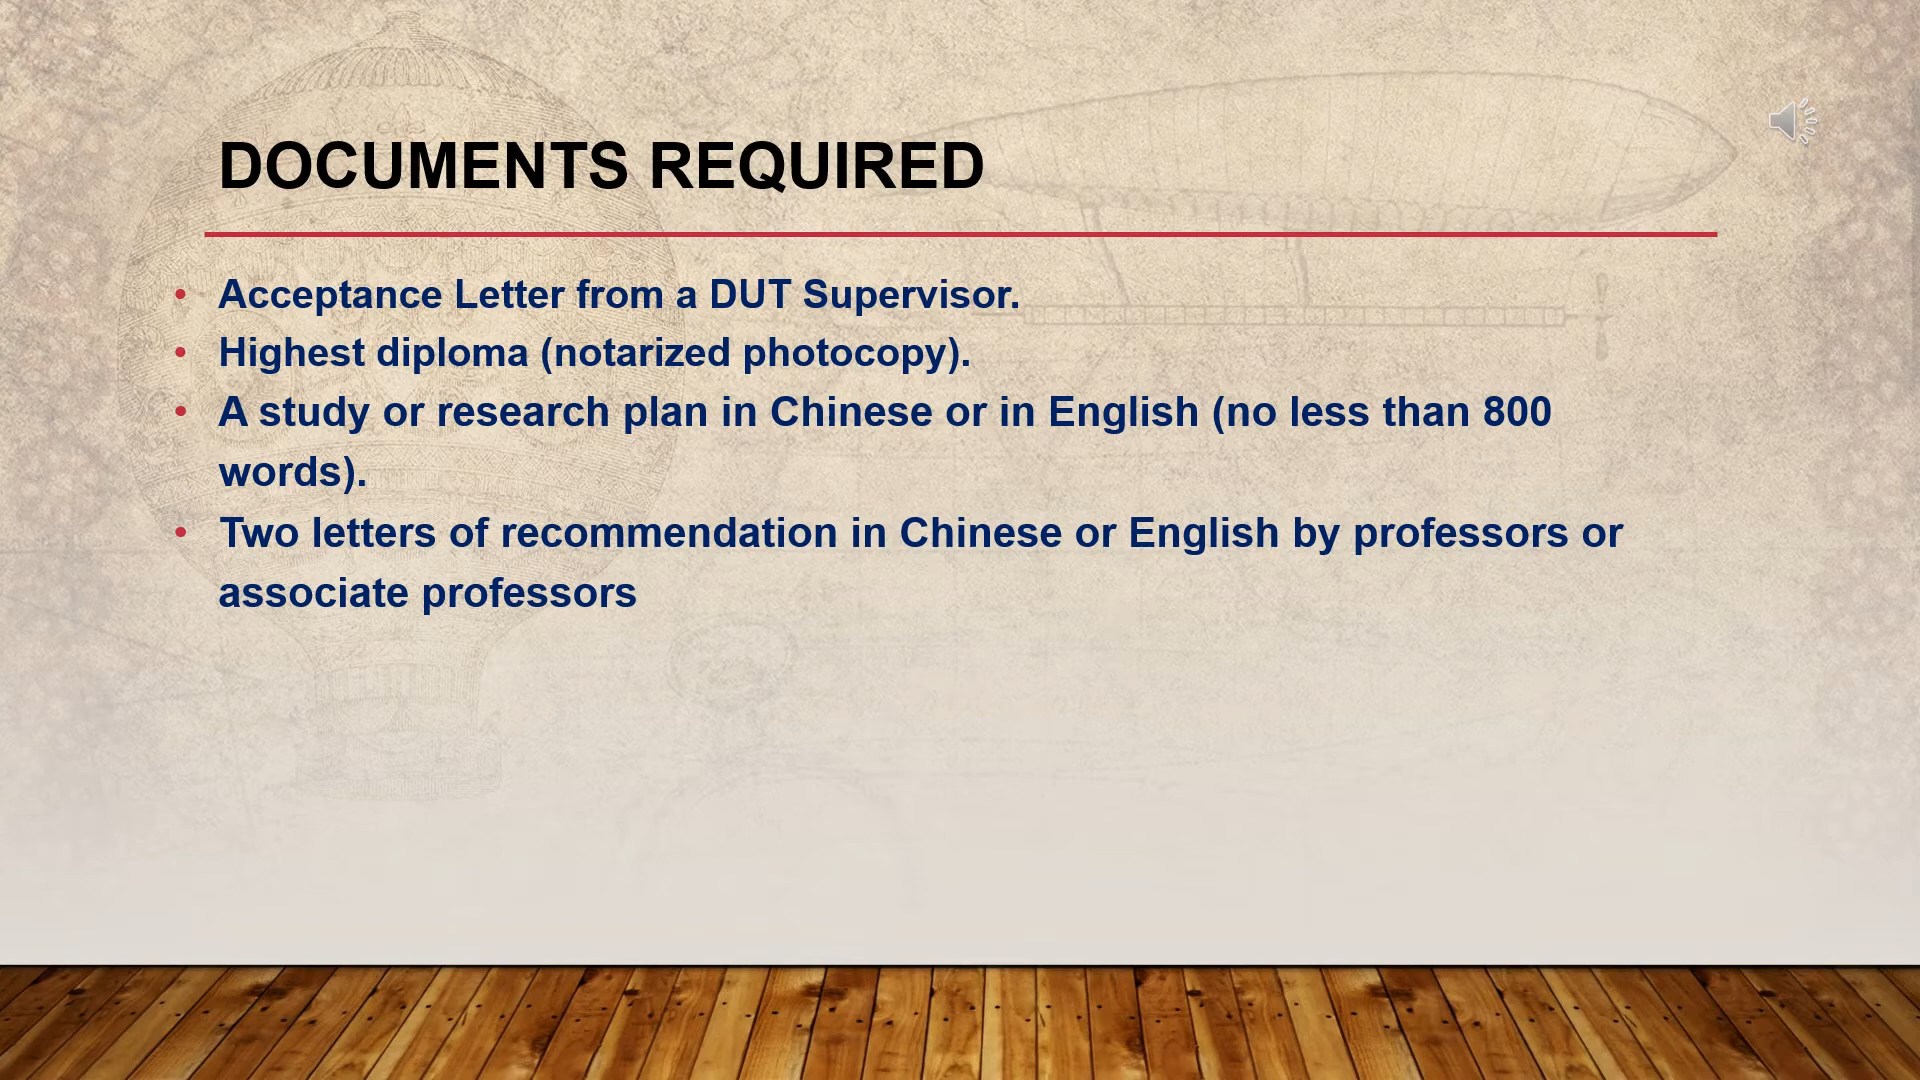 DOCUMENTS REQUIRED
• Acceptance Letter from a DUT Supervisor.
• Highest diploma (notarized photocopy).
• A study or research plan in Chinese or in English (no less than 800
words).
• Two letters of recommendation in Chinese or English by professors or
associate professors